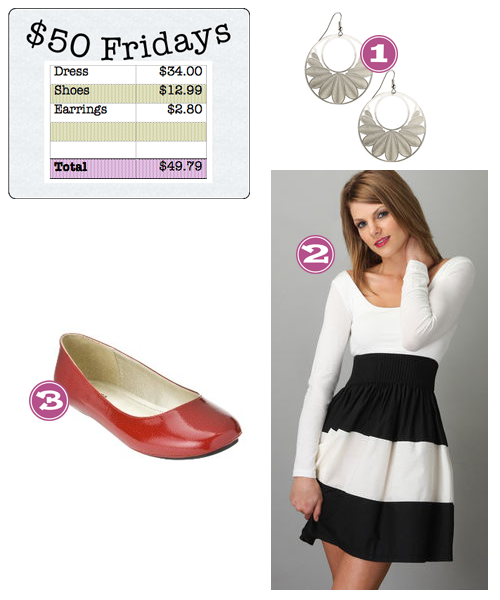 $50 Fridays
Dress $34.00
Shoes $12.99
Earrings $2.80
Total $49.79
1
2
3